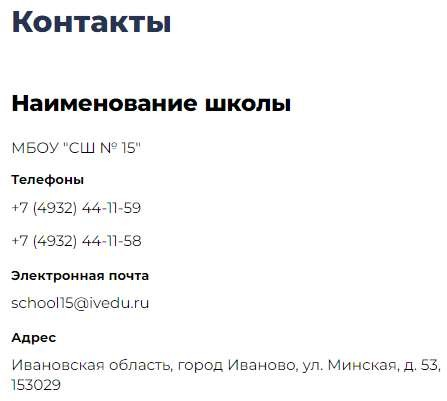 Контакты
Наименование школы
МБОУ "СШ № 15"
Телефоны
+7 (4932) 44-11-59
+7 (4932) 44-11-58
Электронная почта
school15@ivedu.ru
Адрес
Ивановская область, город Иваново, ул. Минская, д. 53,
153029